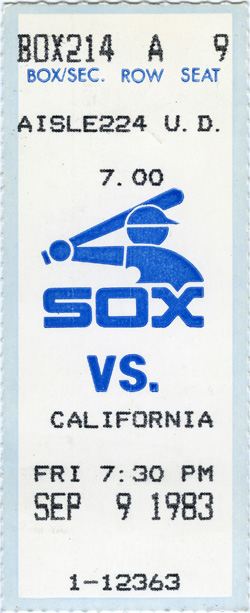 BOX214 A 9
BOX/SEC. ROW SEAT
AISLE224 U.D.
7.00
SOX
VS.
CALIFORNIA
FRI 7:30 PM
SEP 9 1983
1-12363